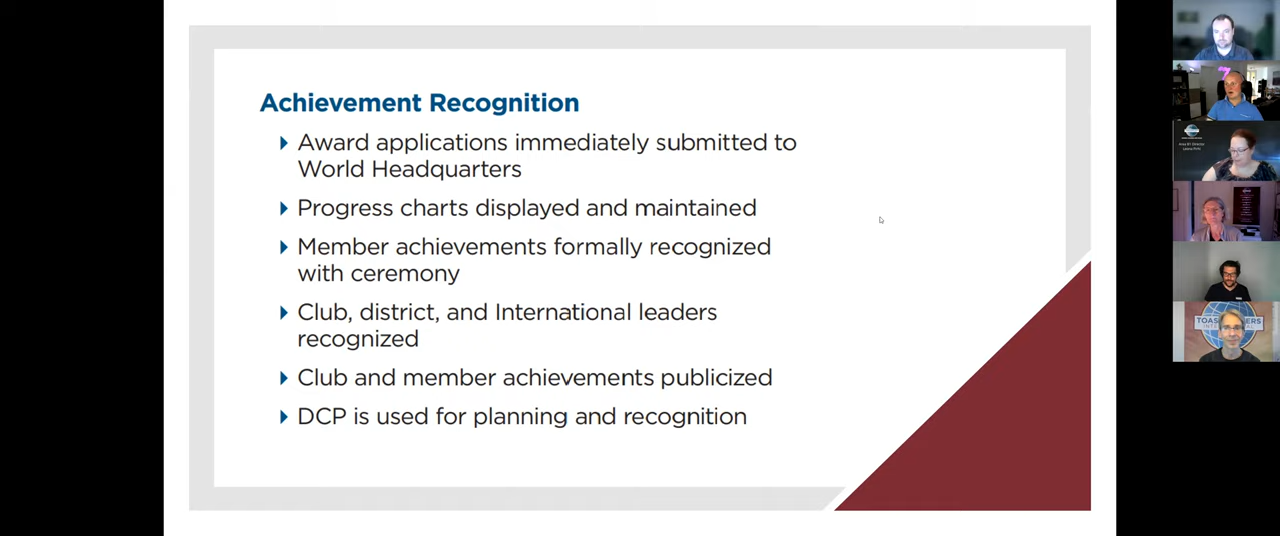 Achievement Recognition
Award applications immediately submitted to
World Headquarters
Progress charts displayed and maintained
Member achievements formally recognized
with ceremony
Club, district, and International leaders
recognized
Club and member achievements publicized
DCP is used for planning and recognition